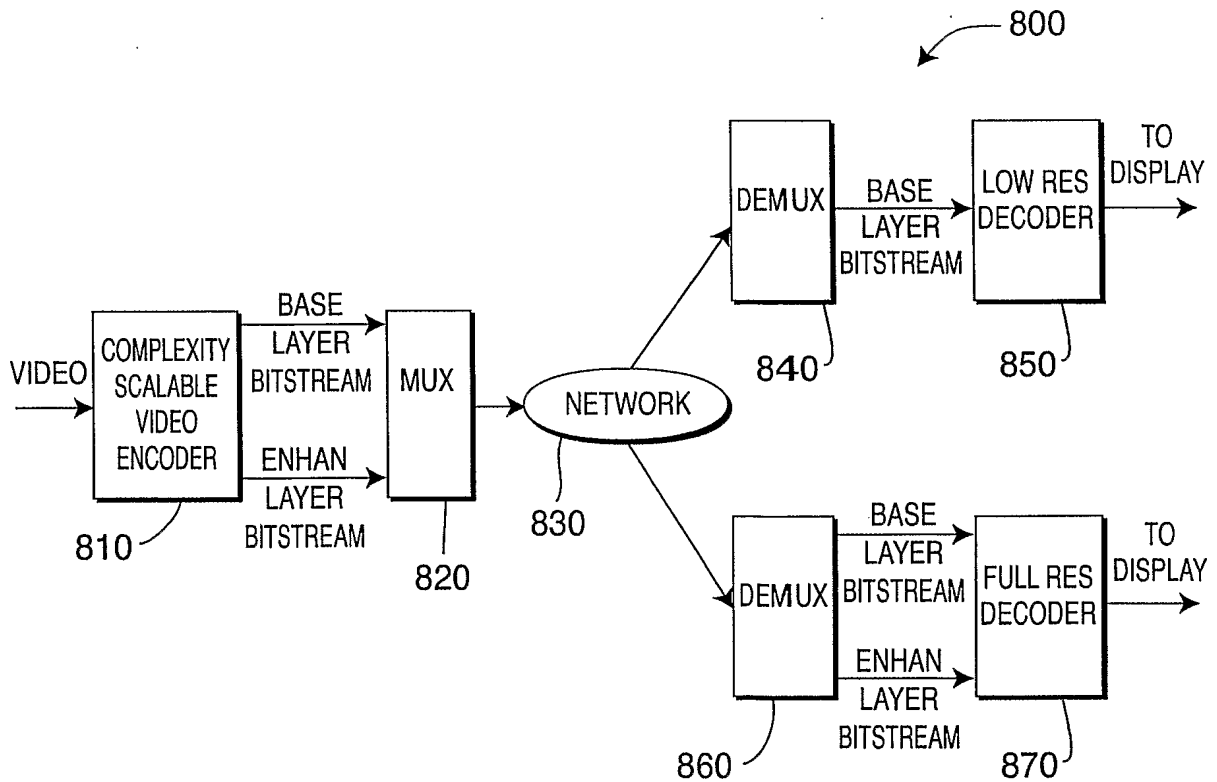 800
VIDEO
COMPLEXITY
SCALABLE
VIDEO
ENCODER
810
BASE
LAYER
BITSTREAM
ENHAN
LAYER
BITSTREAM
MUX
820
NETWORK
830
DEMUX
840
BASE
LAYER
BITSTREAM
LOW RES
DECODER
850
TO
DISPLAY
DEMUX
860
BASE
LAYER
BITSTREAM
ENHAN
LAYER
BITSTREAM
FULL RES
DECODER
870
TO
DISPLAY